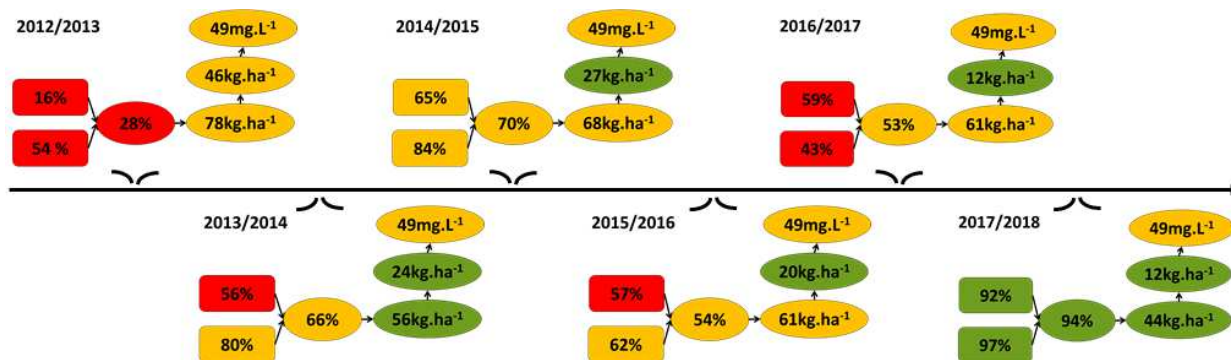 2012/2013
49mg.L⁻¹
46kg.ha⁻¹
16%
28%
78kg.ha⁻¹
54 %
2014/2015
49mg.L⁻¹
27kg.ha⁻¹
65%
70%
68kg.ha⁻¹
84%
2016/2017
49mg.L⁻¹
12kg.ha⁻¹
59%
53%
61kg.ha⁻¹
43%
2013/2014
49mg.L⁻¹
24kg.ha⁻¹
56%
66%
56kg.ha⁻¹
80%
2015/2016
49mg.L⁻¹
20kg.ha⁻¹
57%
54%
61kg.ha⁻¹
62%
2017/2018
49mg.L⁻¹
12kg.ha⁻¹
92%
94%
44kg.ha⁻¹
97%